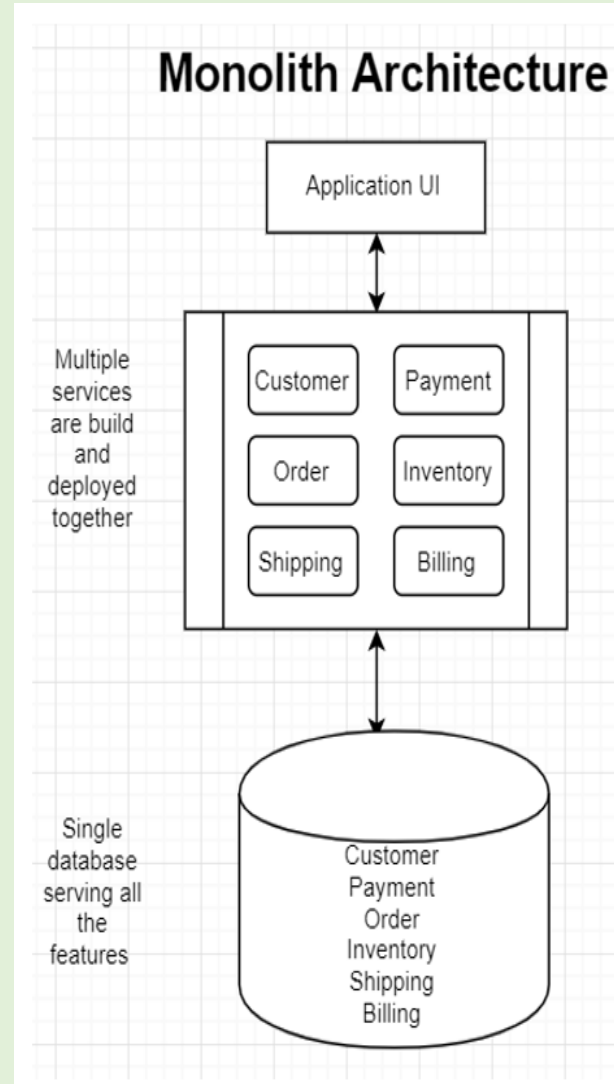 Monolith Architecture
Application UI
Multiple
services
are build
and
deployed
together
Customer
Payment
Order
Inventory
Shipping
Billing
Single
database
serving all
the
features
Customer
Payment
Order
Inventory
Shipping
Billing